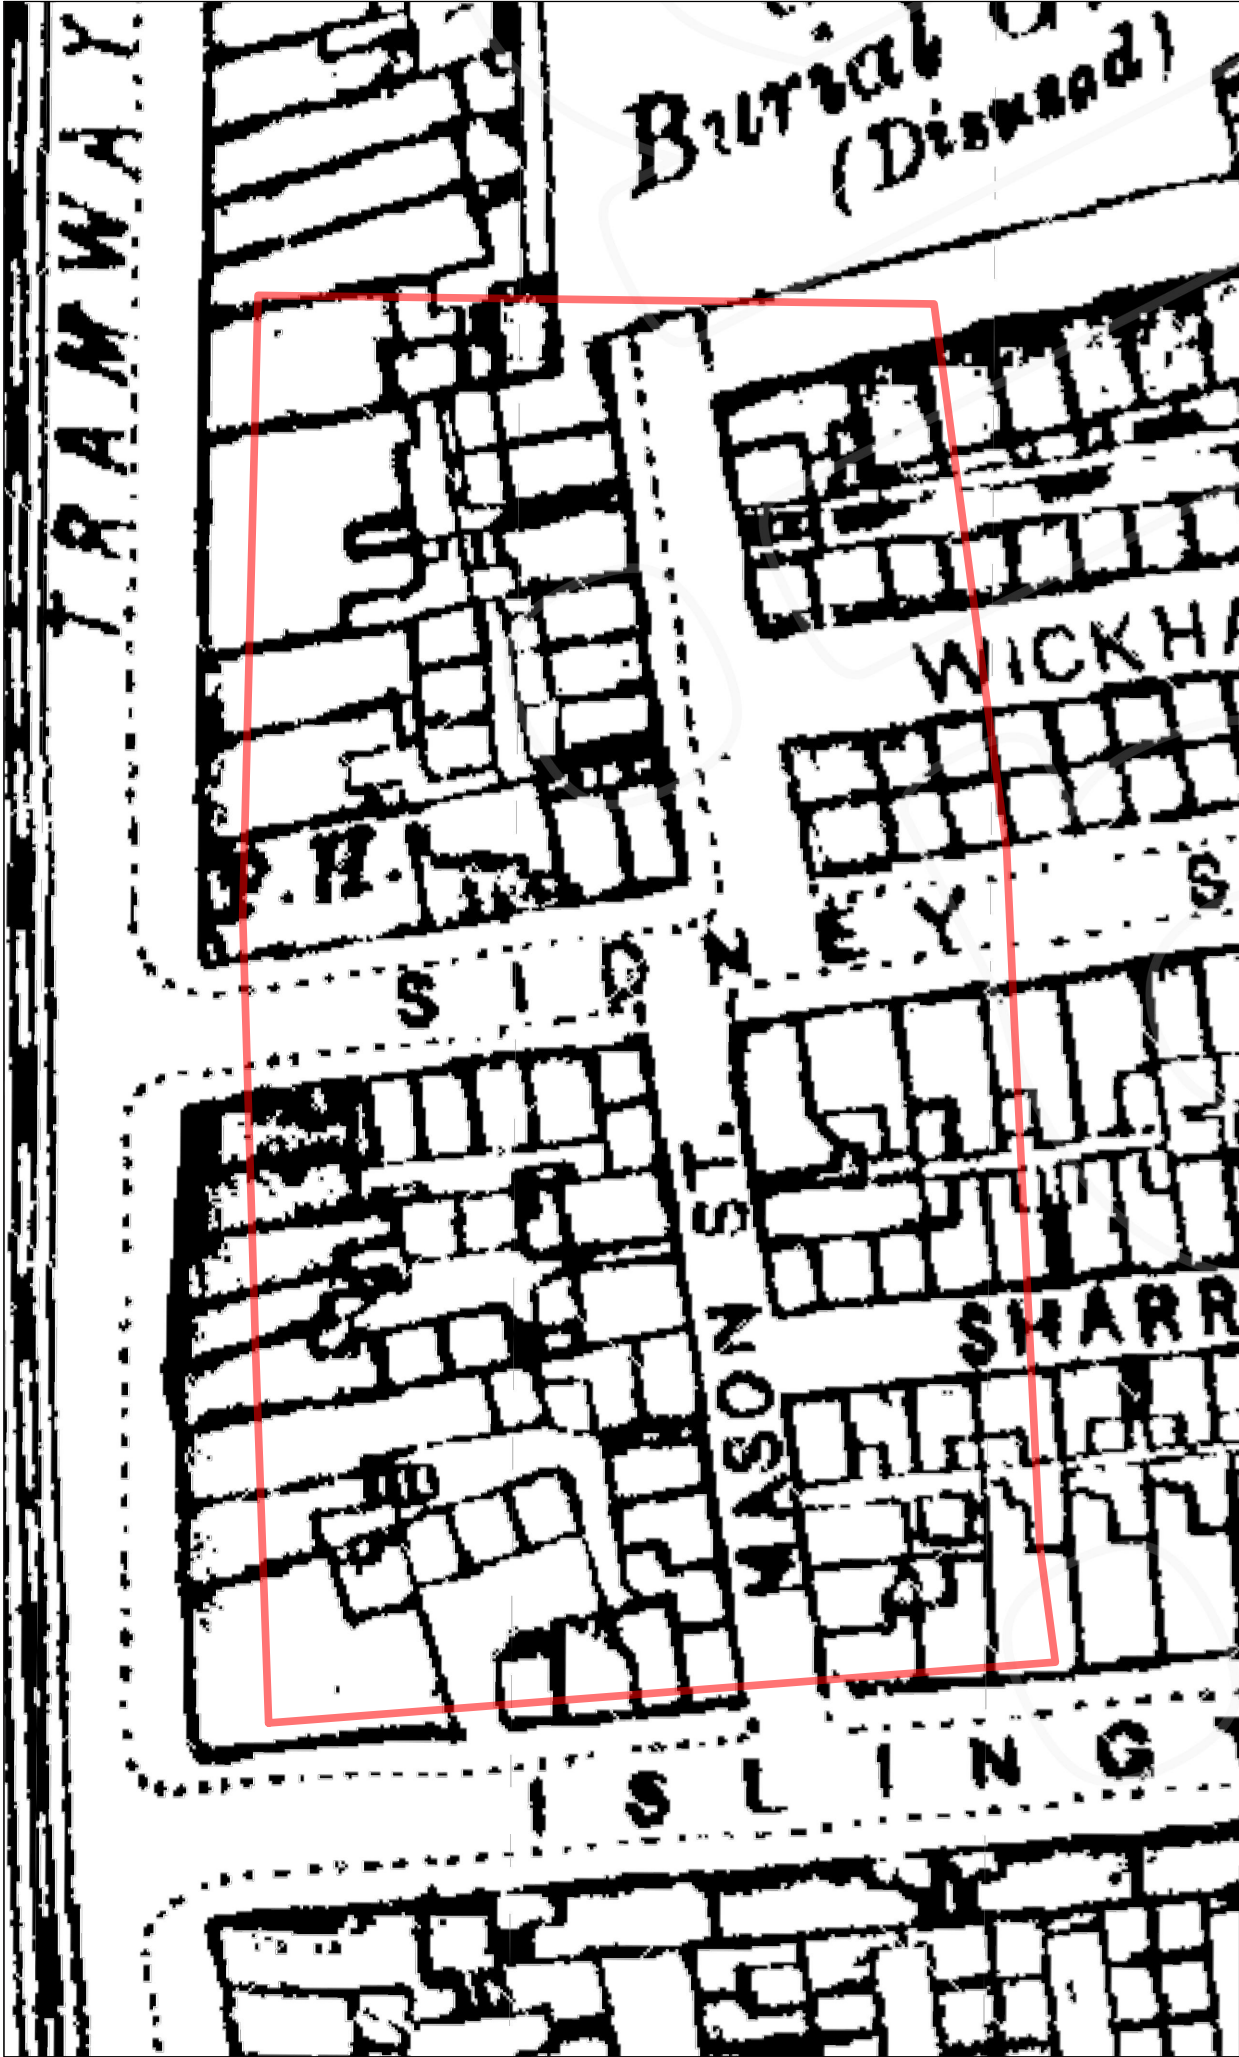 TRAMWAY
Burial G
(Disused)
WICKHA
P.H.
SIDNEY S
MASON ST.
SHARR
ISLING